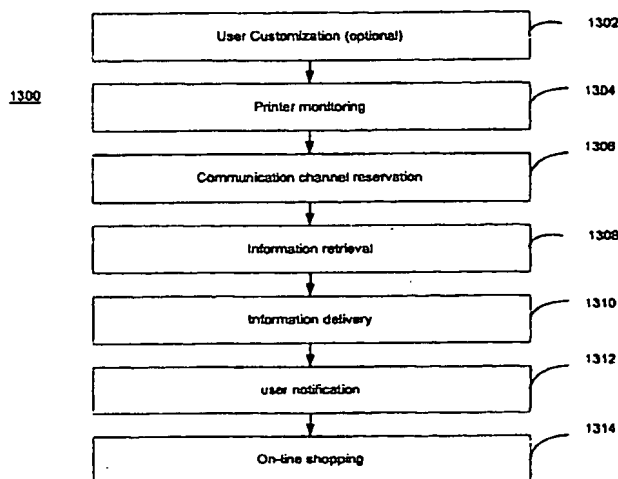 User Customization (optional)
1302
1300
Printer monitoring
1304
Communication channel reservation
1306
Information retrieval
1308
Information delivery
1310
user notification
1312
On-line shopping
1314